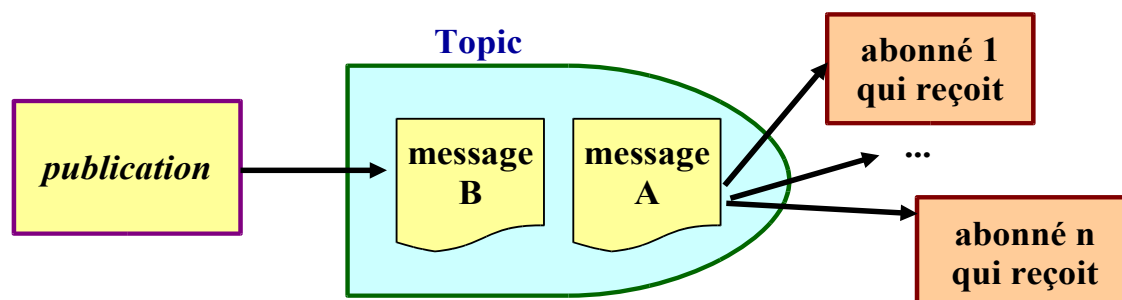 Topic
publication
message
B
message
A
abonné 1
qui reçoit
...
abonné n
qui reçoit